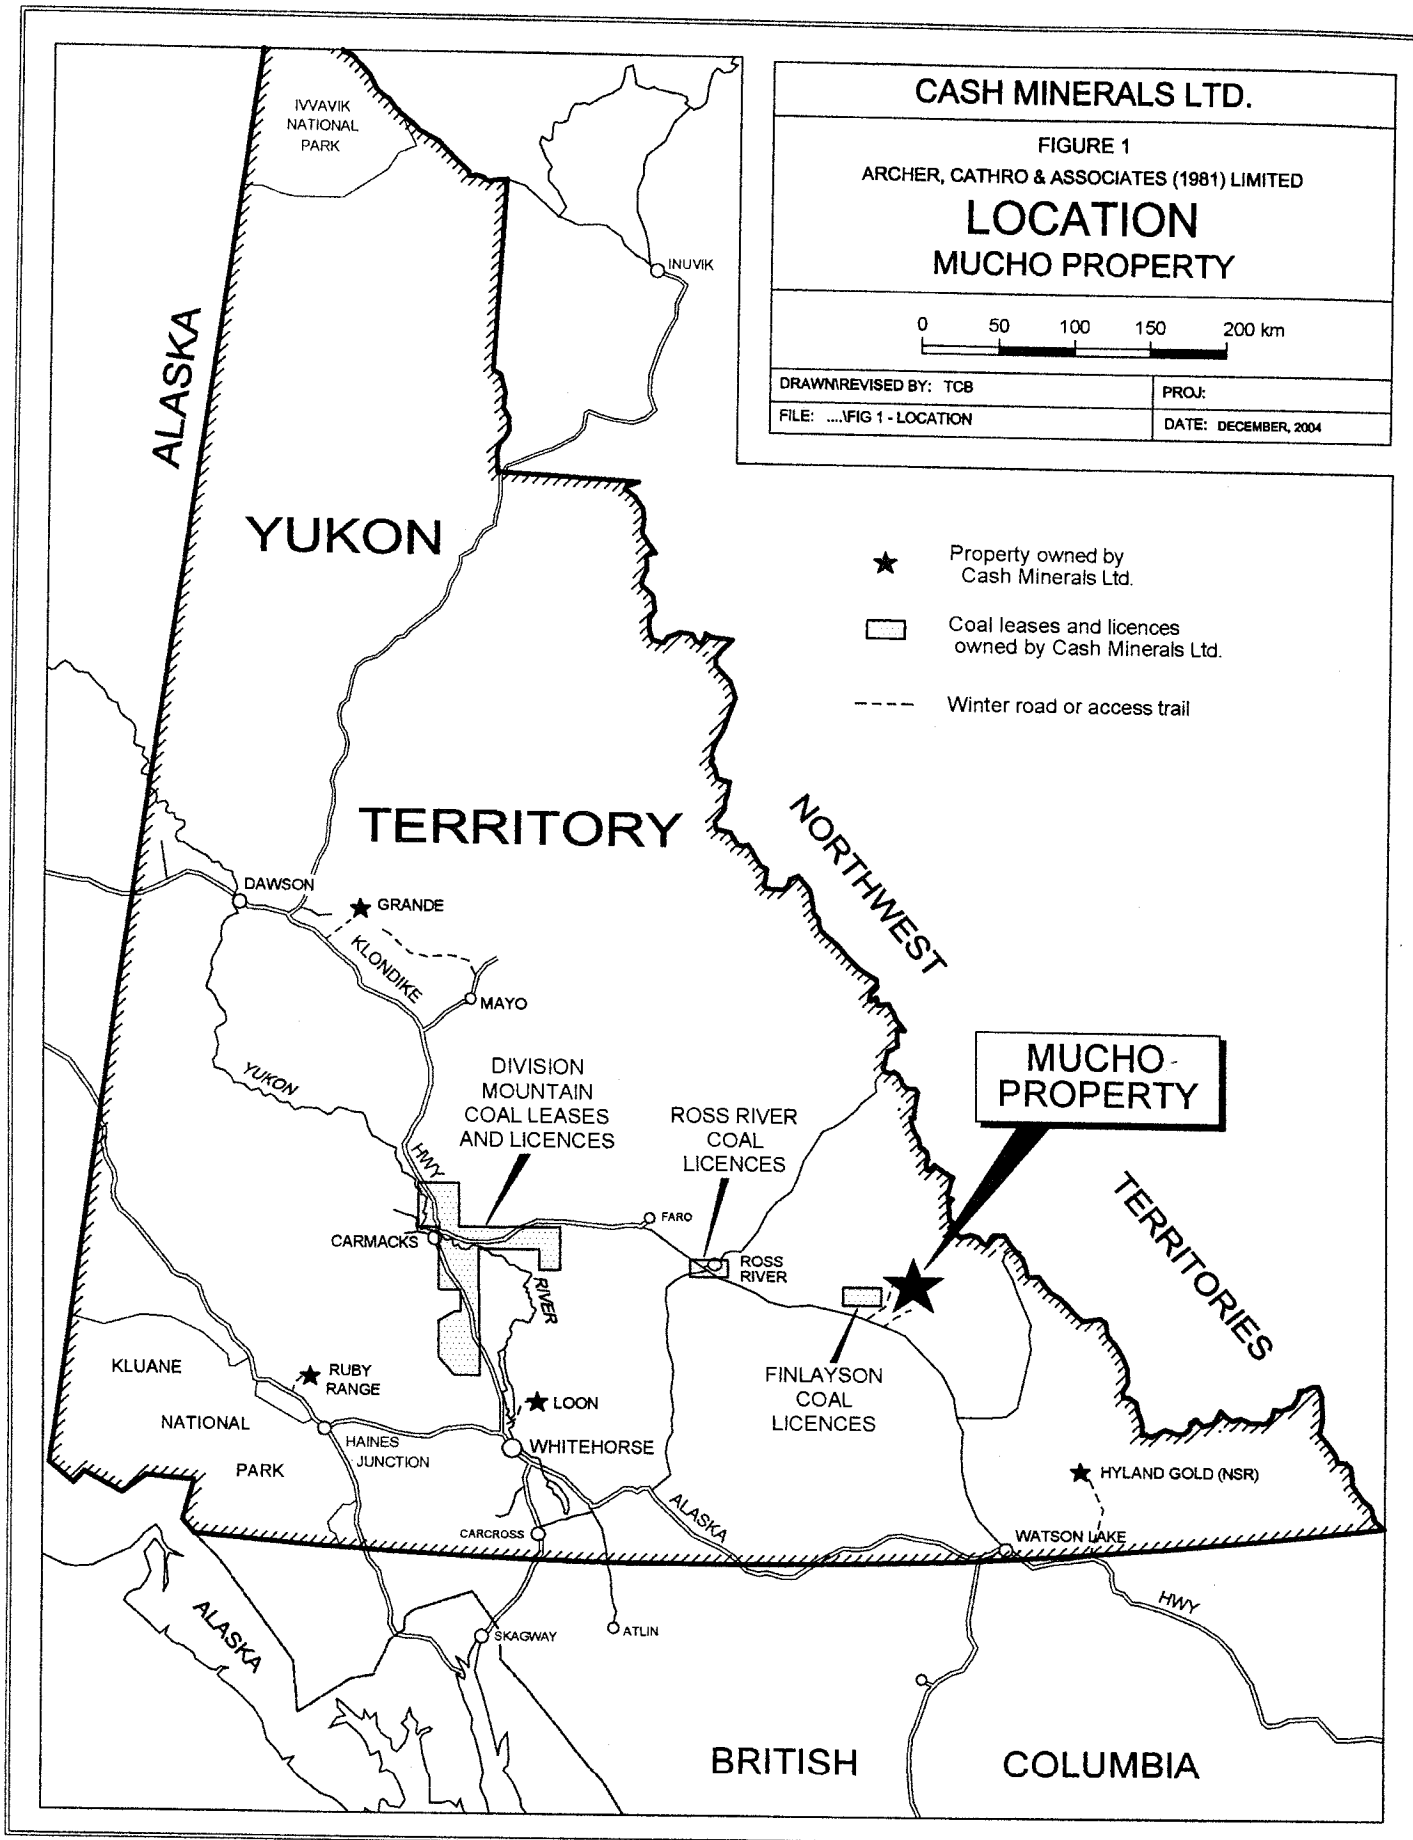 CASH MINERALS LTD.
FIGURE 1
ARCHER, CATHRO & ASSOCIATES (1981) LIMITED
LOCATION
MUCHO PROPERTY
0 50 100 150 200 km
DRAWN\REVISED BY: TCB
PROJ:
FILE: ....\FIG 1 - LOCATION
DATE: DECEMBER, 2004
IVVAVIK
NATIONAL
PARK
INUVIK
ALASKA
YUKON
Property owned by
Cash Minerals Ltd.
Coal leases and licences
owned by Cash Minerals Ltd.
Winter road or access trail
TERRITORY
NORTHWEST
DAWSON
GRANDE
KLONDIKE
MAYO
YUKON
DIVISION
MOUNTAIN
COAL LEASES
AND LICENCES
HWY
ROSS RIVER
COAL
LICENCES
MUCHO
PROPERTY
TERRITORIES
FARO
CARMACKS
ROSS
RIVER
RIVER
KLUANE
NATIONAL
PARK
RUBY
RANGE
LOON
FINLAYSON
COAL
LICENCES
HAINES
JUNCTION
WHITEHORSE
HYLAND GOLD (NSR)
ALASKA
CARCROSS
WATSON LAKE
HWY
ALASKA
SKAGWAY
ATLIN
BRITISH
COLUMBIA